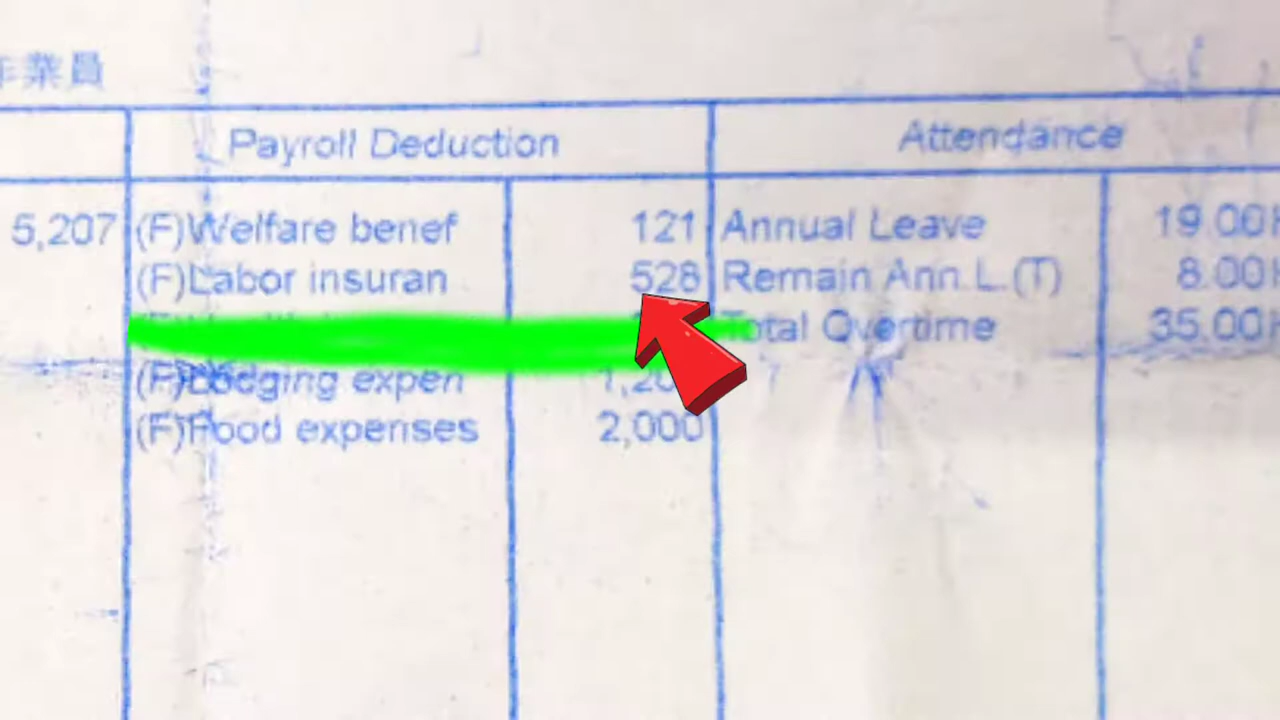 業員
Payroll Deduction Attendance
5,207 (F)Welfare benef 121 Annual Leave 19.00
(F)Labor insuran 528 Remain Ann.L.(T) 8.00
Total Overtime 35.00
(F)Lodging expen
(F)Food expenses 2,000